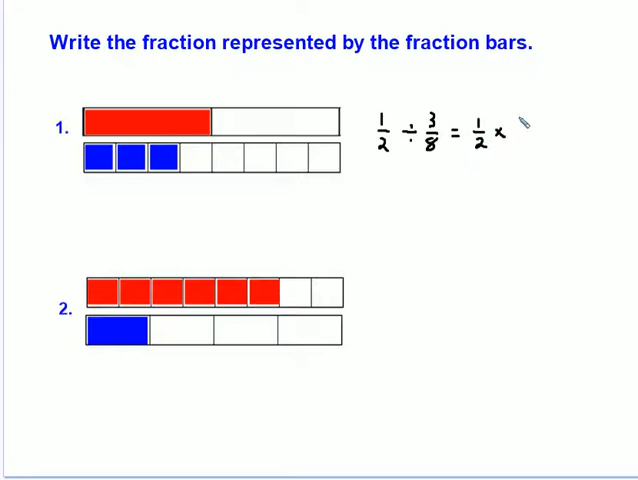 Write the fraction represented by the fraction bars.
1.
1/2 ÷ 3/8 = 1/2 ×
2.